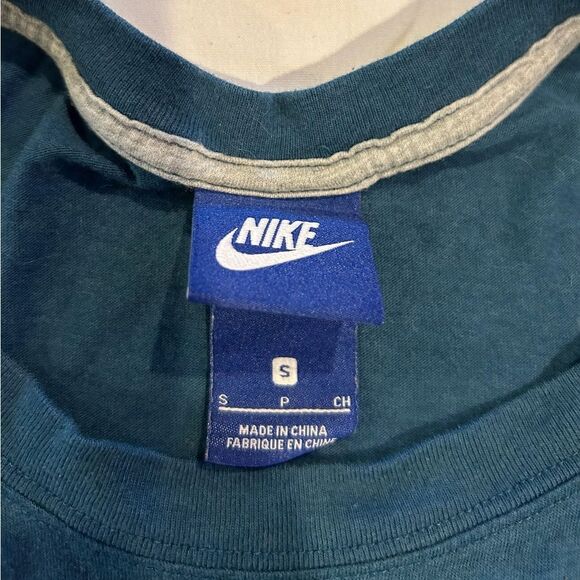 NIKE
S
S P CH
MADE IN CHINA
FABRIQUE EN CHINE